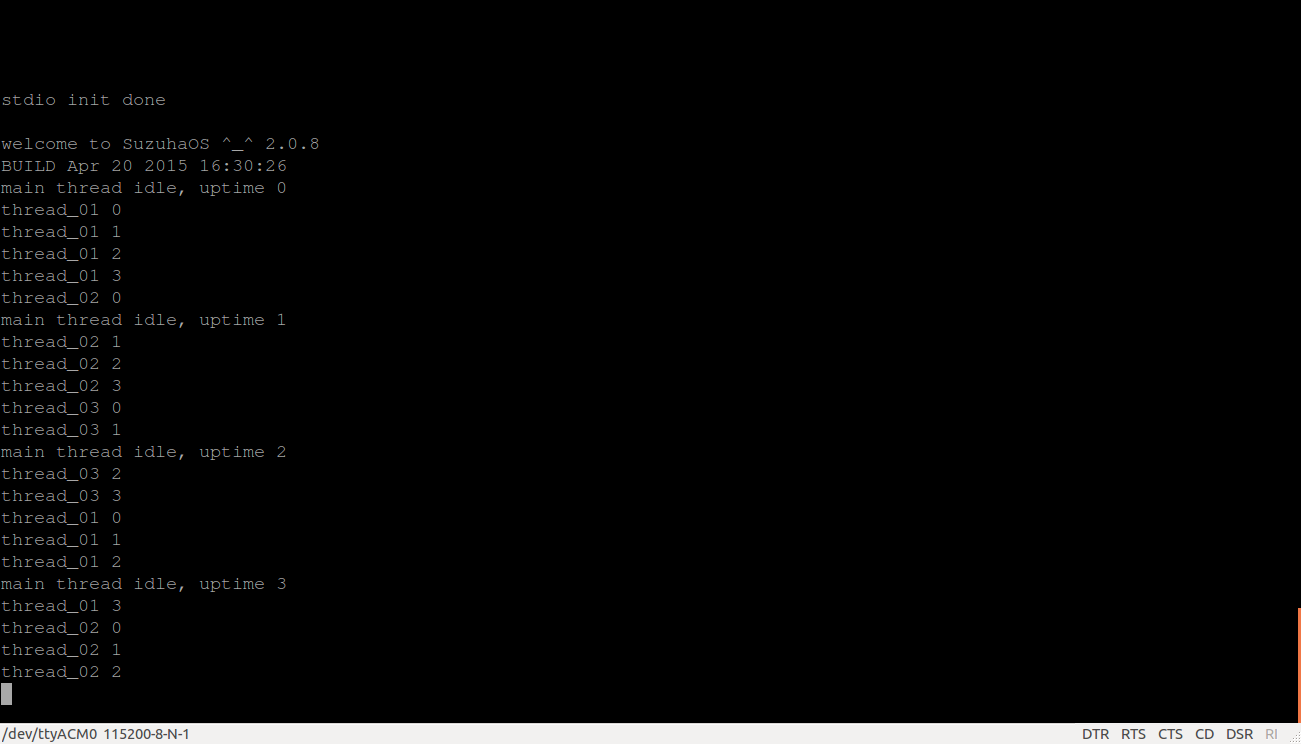 stdio init done
welcome to SuzuhaOS ^_^ 2.0.8
BUILD Apr 20 2015 16:30:26
main thread idle, uptime 0
thread_01 0
thread_01 1
thread_01 2
thread_01 3
thread_02 0
main thread idle, uptime 1
thread_02 1
thread_02 2
thread_02 3
thread_03 0
thread_03 1
main thread idle, uptime 2
thread_03 2
thread_03 3
thread_01 0
thread_01 1
thread_01 2
main thread idle, uptime 3
thread_01 3
thread_02 0
thread_02 1
thread_02 2
/dev/ttyACM0 115200-8-N-1 DTR RTS CTS CD DSR RI